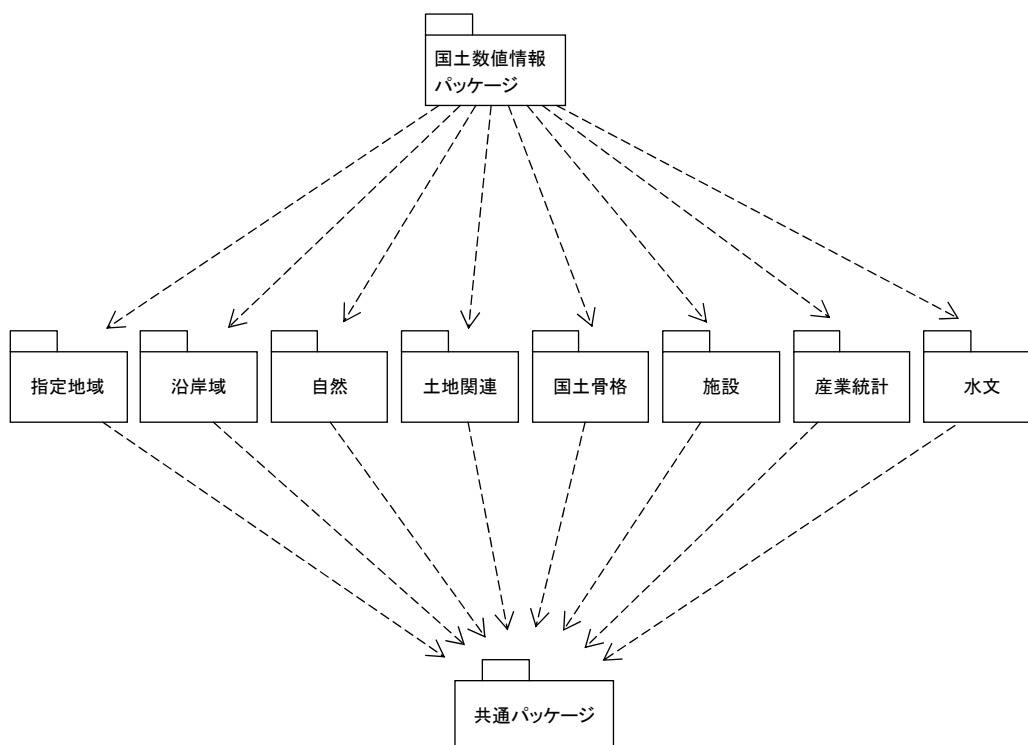 国土数値情報
パッケージ
指定地域
沿岸域
自然
土地関連
国土骨格
施設
産業統計
水文
共通パッケージ